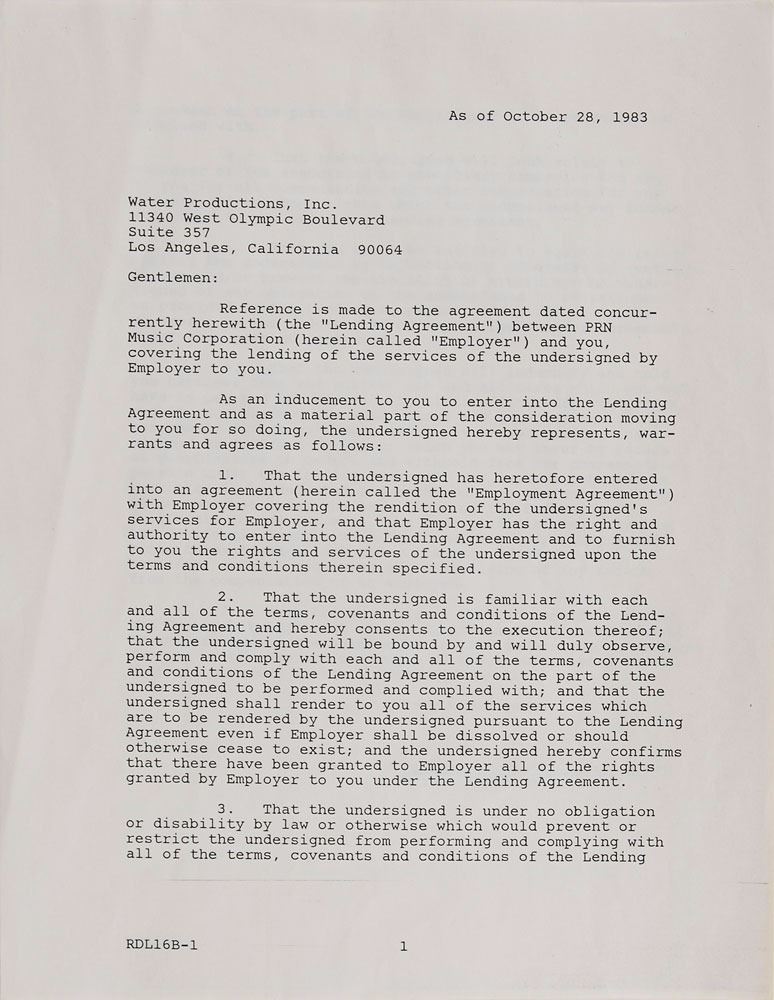 As of October 28, 1983
Water Productions, Inc.
11340 West Olympic Boulevard
Suite 357
Los Angeles, California  90064
Gentlemen:
Reference is made to the agreement dated concur-
rently herewith (the "Lending Agreement") between PRN
Music Corporation (herein called "Employer") and you,
covering the lending of the services of the undersigned by
Employer to you.
As an inducement to you to enter into the Lending
Agreement and as a material part of the consideration moving
to you for so doing, the undersigned hereby represents, war-
rants and agrees as follows:
1.   That the undersigned has heretofore entered
into an agreement (herein called the "Employment Agreement")
with Employer covering the rendition of the undersigned's
services for Employer, and that Employer has the right and
authority to enter into the Lending Agreement and to furnish
to you the rights and services of the undersigned upon the
terms and conditions therein specified.
2.   That the undersigned is familiar with each
and all of the terms, covenants and conditions of the Lend-
ing Agreement and hereby consents to the execution thereof;
that the undersigned will be bound by and will duly observe,
perform and comply with each and all of the terms, covenants
and conditions of the Lending Agreement on the part of the
undersigned to be performed and complied with; and that the
undersigned shall render to you all of the services which
are to be rendered by the undersigned pursuant to the Lending
Agreement even if Employer shall be dissolved or should
otherwise cease to exist; and the undersigned hereby confirms
that there have been granted to Employer all of the rights
granted by Employer to you under the Lending Agreement.
3.   That the undersigned is under no obligation
or disability by law or otherwise which would prevent or
restrict the undersigned from performing and complying with
all of the terms, covenants and conditions of the Lending
RDL16B-1
1